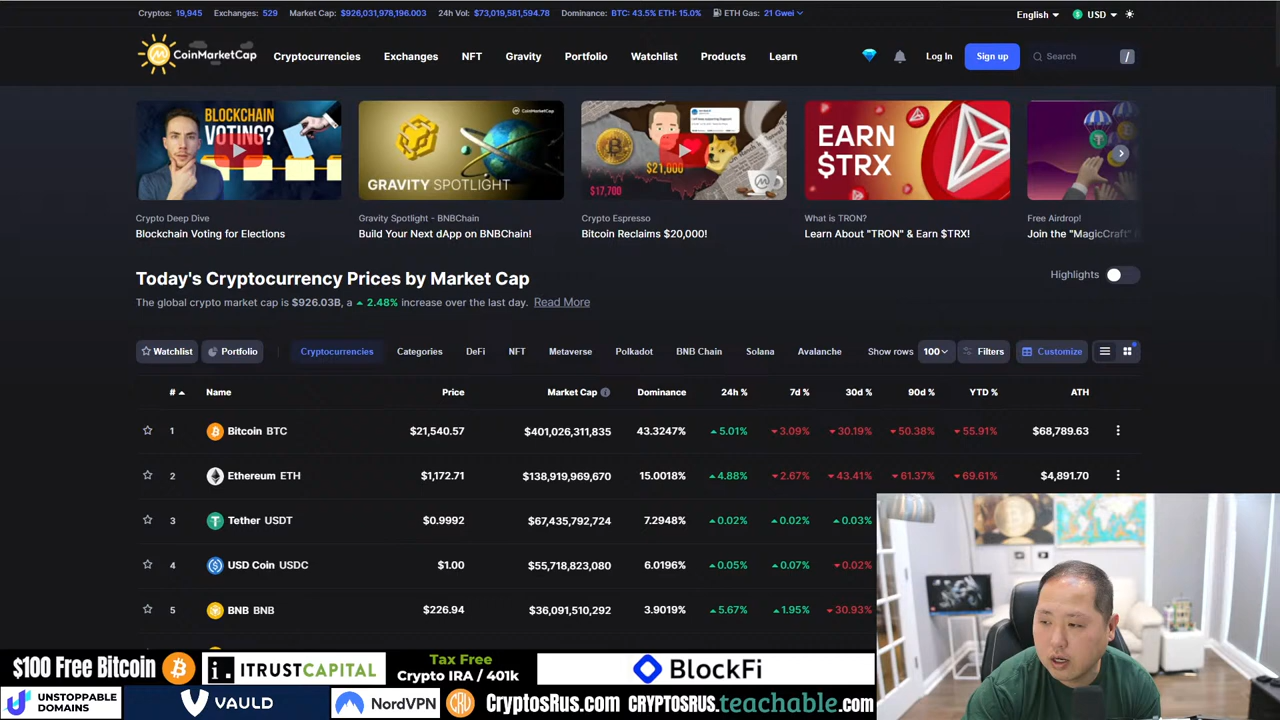 Cryptos: 19,945 Exchanges: 529 Market Cap: $926,031,978,196.003 24h Vol: $73,019,581,594.78 Dominance: BTC: 43.5% ETH: 15.0% ETH Gas: 21 Gwei
English USD
CoinMarketCap Cryptocurrencies Exchanges NFT Gravity Portfolio Watchlist Products Learn Log In Sign up Search /
BLOCKCHAIN
VOTING?
CoinMarketCap
GRAVITY SPOTLIGHT
$21,000
$17,700
EARN
$TRX
Crypto Deep Dive
Blockchain Voting for Elections
Gravity Spotlight - BNBChain
Build Your Next dApp on BNBChain!
Crypto Espresso
Bitcoin Reclaims $20,000!
What is TRON?
Learn About "TRON" & Earn $TRX!
Free Airdrop!
Join the "MagicCraft"
Today's Cryptocurrency Prices by Market Cap
Highlights
The global crypto market cap is $926.03B, a 2.48% increase over the last day. Read More
Watchlist Portfolio Cryptocurrencies Categories DeFi NFT Metaverse Polkadot BNB Chain Solana Avalanche Show rows 100 Filters Customize
# Name Price Market Cap Dominance 24h % 7d % 30d % 90d % YTD % ATH
1 Bitcoin BTC $21,540.57 $401,026,311,835 43.3247% 5.01% 3.09% 30.19% 50.38% 55.91% $68,789.63
2 Ethereum ETH $1,172.71 $138,919,969,670 15.0018% 4.88% 2.67% 43.41% 61.37% 69.61% $4,891.70
3 Tether USDT $0.9992 $67,435,792,724 7.2948% 0.02% 0.02% 0.03%
4 USD Coin USDC $1.00 $55,718,823,080 6.0196% 0.05% 0.07% 0.02%
5 BNB BNB $226.94 $36,091,510,292 3.9019% 5.67% 1.95% 30.93%
$100 Free Bitcoin
i. ITRUSTCAPITAL
Tax Free
Crypto IRA / 401k
BlockFi
UNSTOPPABLE
DOMAINS
VAULD
NordVPN
CRU
CryptosRus.com
CRYPTOSRUS.teachable.com